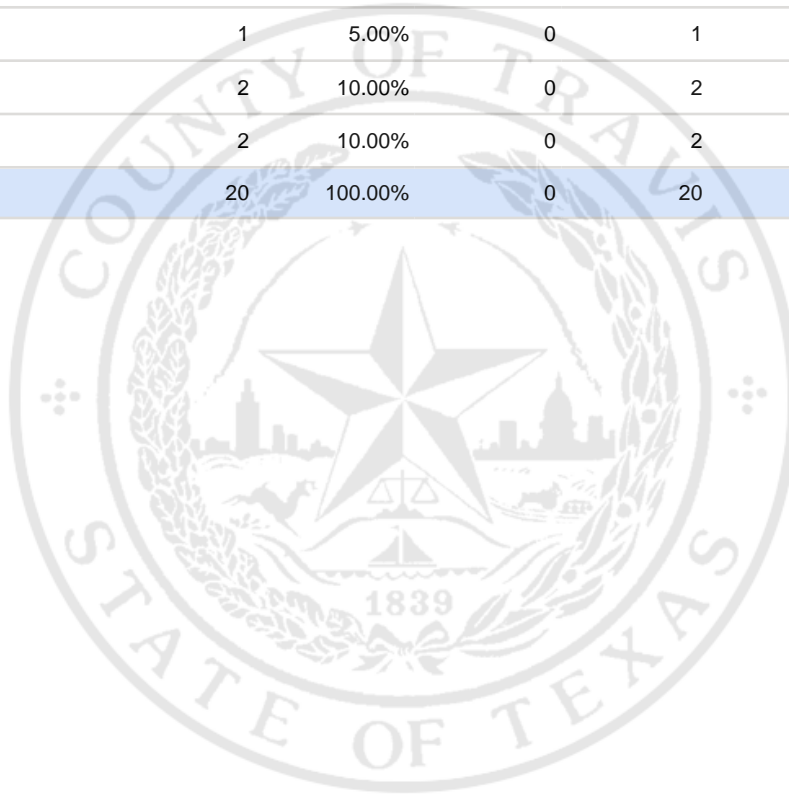 1 5.00% 0 1
2 10.00% 0 2
2 10.00% 0 2
20 100.00% 0 20
COUNTY OF TRAVIS
1839
STATE OF TEXAS